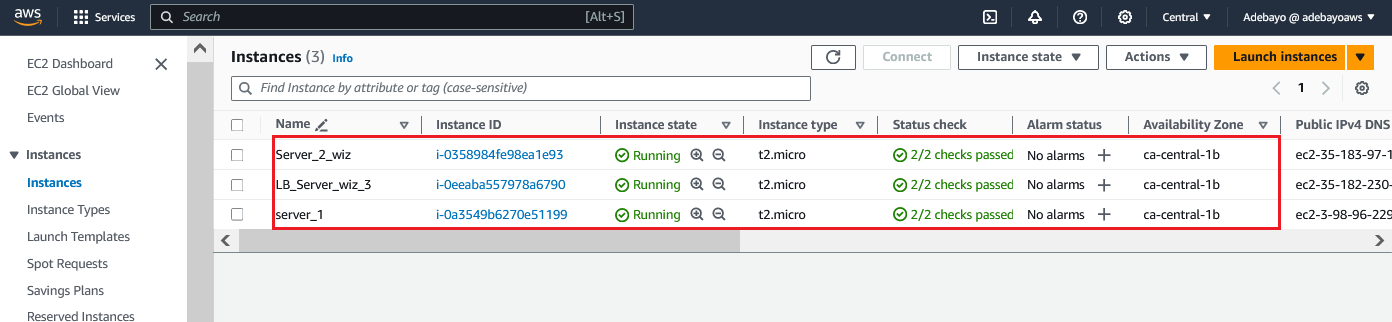 aws Services Search [Alt+S] Central Adebayo @ adebayoaws
EC2 Dashboard
EC2 Global View
Events
Instances
Instances
Instance Types
Launch Templates
Spot Requests
Savings Plans
Reserved Instances
Instances (3) Info Connect Instance state Actions Launch instances
Find Instance by attribute or tag (case-sensitive) 1
Name Instance ID Instance state Instance type Status check Alarm status Availability Zone Public IPv4 DNS
Server_2_wiz i-0358984fe98ea1e93 Running t2.micro 2/2 checks passed No alarms ca-central-1b ec2-35-183-97-1
LB_Server_wiz_3 i-0eeaba557978a6790 Running t2.micro 2/2 checks passed No alarms ca-central-1b ec2-35-182-230-
server_1 i-0a3549b6270e51199 Running t2.micro 2/2 checks passed No alarms ca-central-1b ec2-3-98-96-229